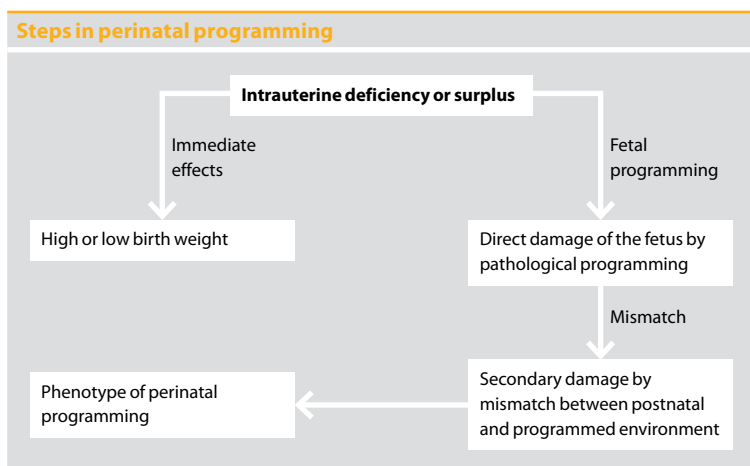 Steps in perinatal programming
Intrauterine deficiency or surplus
Immediate
effects
Fetal
programming
High or low birth weight
Direct damage of the fetus by
pathological programming
Mismatch
Phenotype of perinatal
programming
Secondary damage by
mismatch between postnatal
and programmed environment